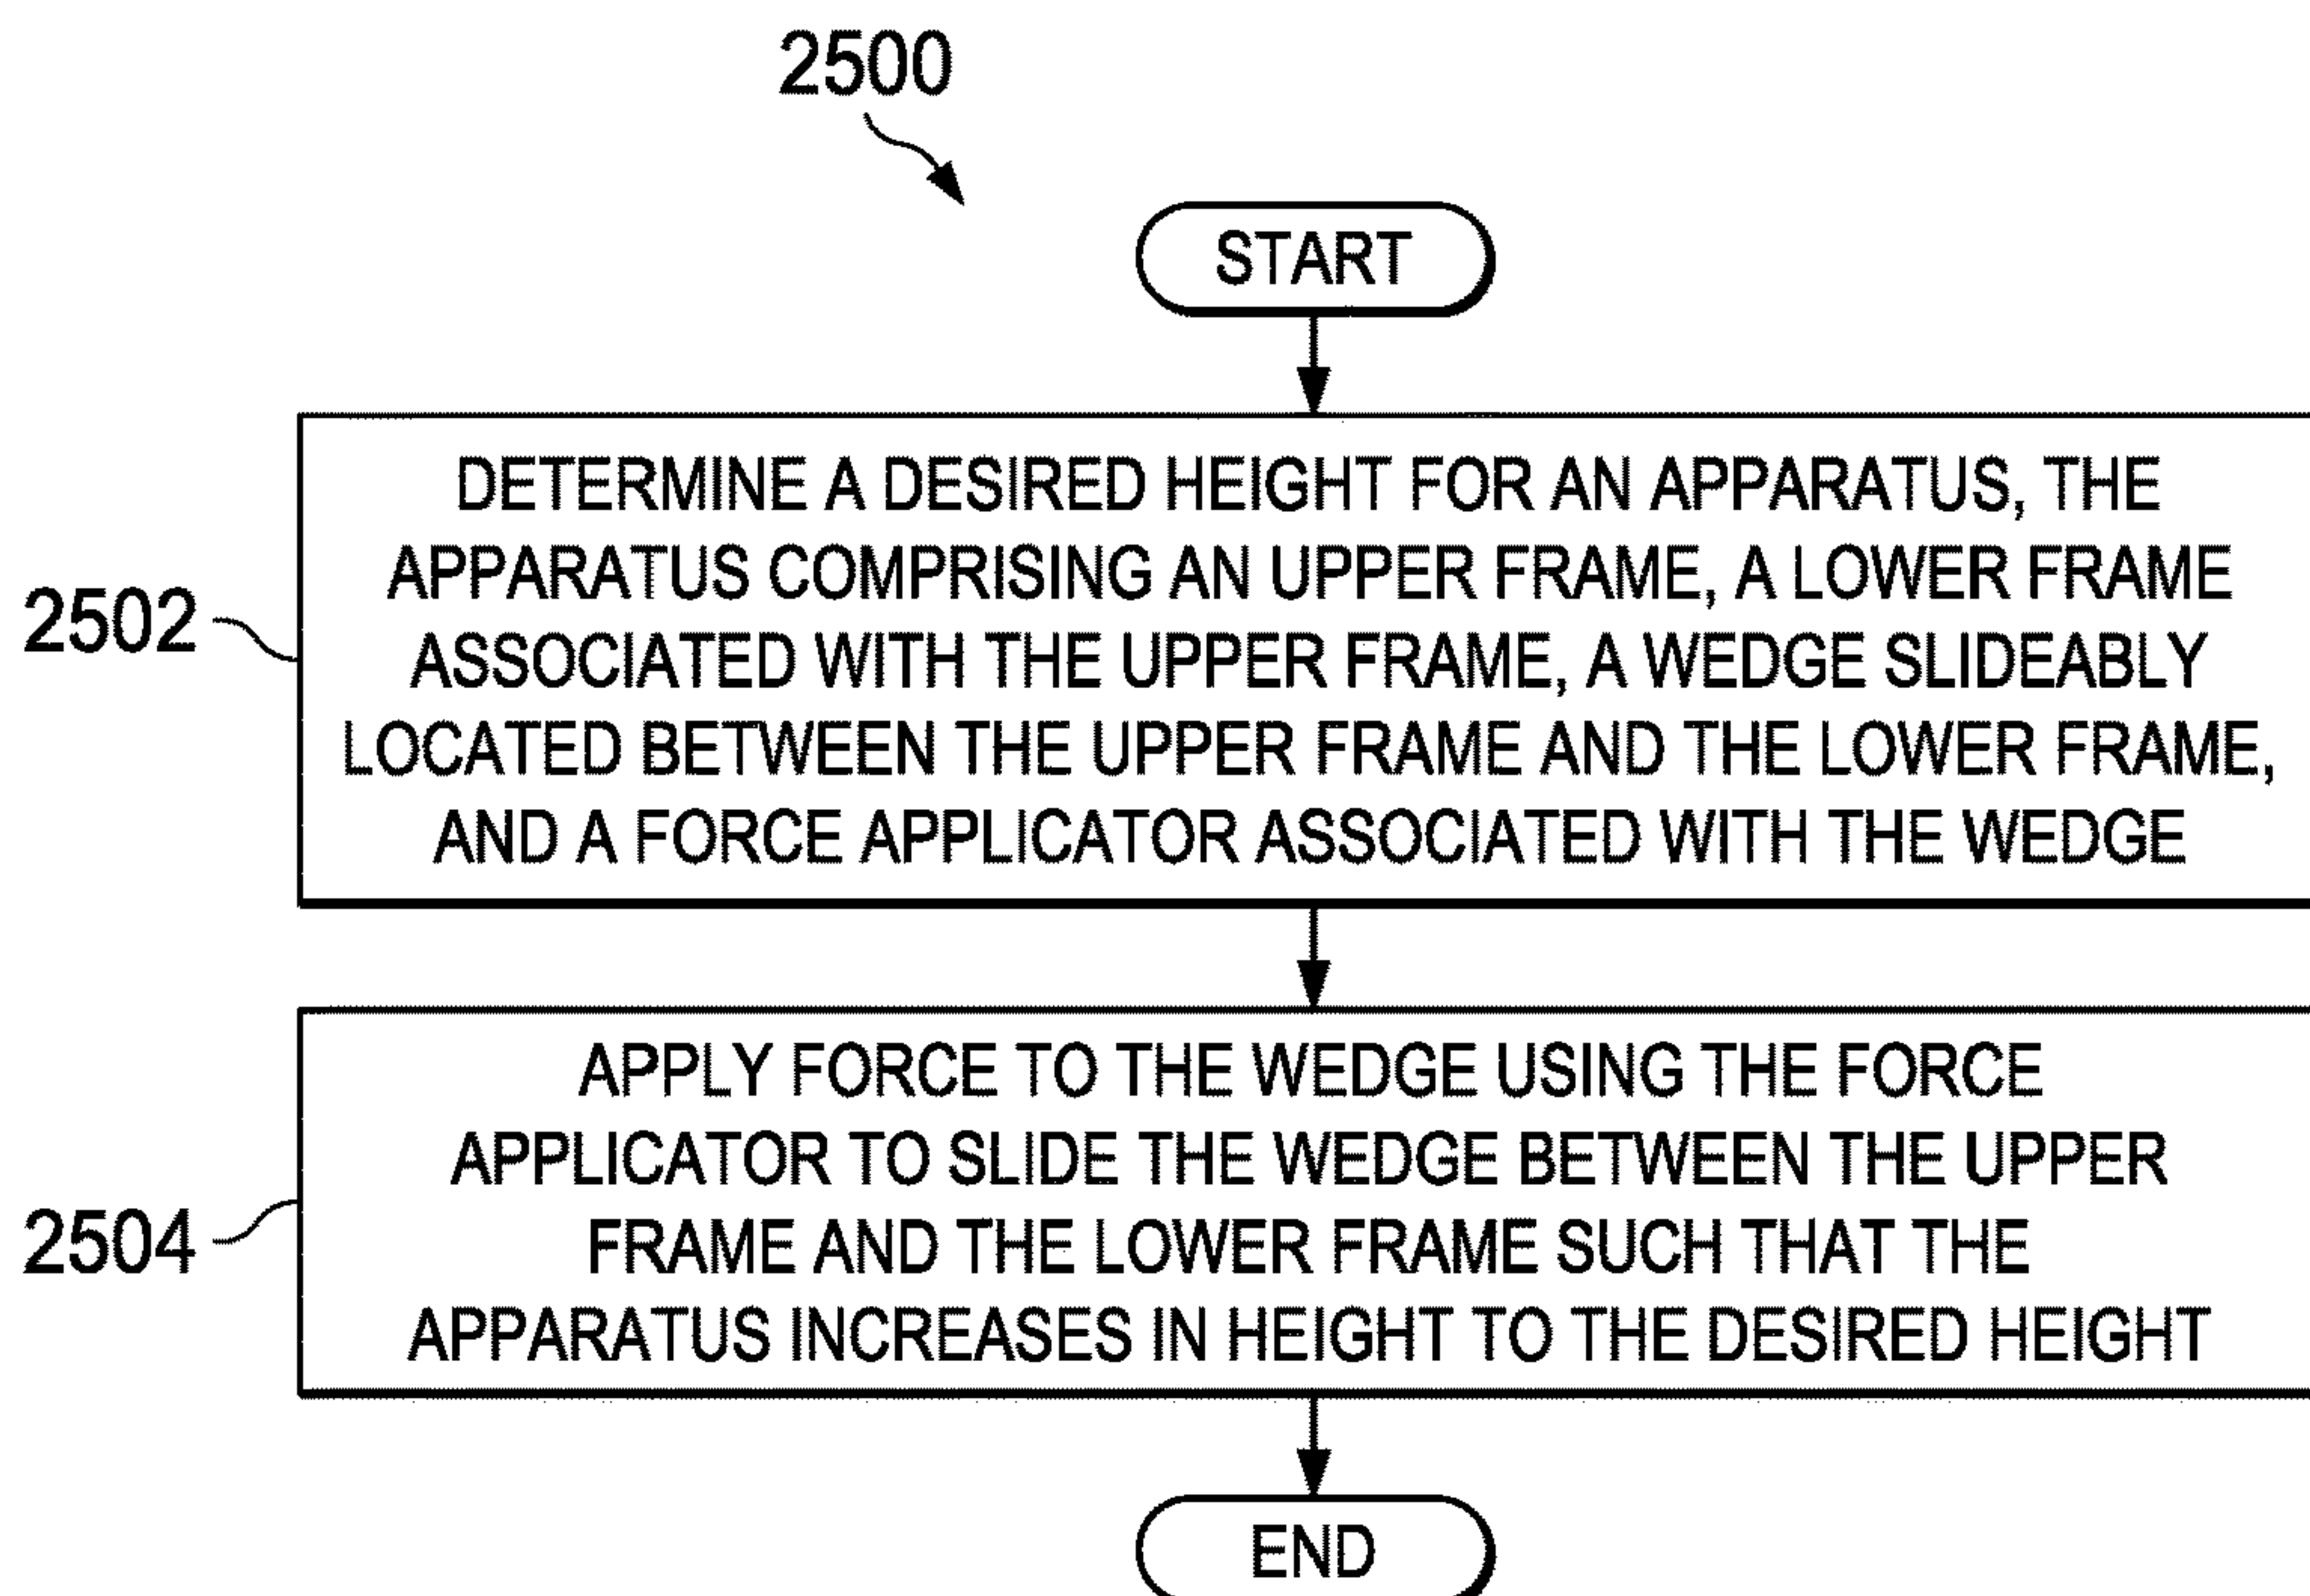 2500
START
2502
DETERMINE A DESIRED HEIGHT FOR AN APPARATUS, THE
APPARATUS COMPRISING AN UPPER FRAME, A LOWER FRAME
ASSOCIATED WITH THE UPPER FRAME, A WEDGE SLIDEABLY
LOCATED BETWEEN THE UPPER FRAME AND THE LOWER FRAME,
AND A FORCE APPLICATOR ASSOCIATED WITH THE WEDGE
2504
APPLY FORCE TO THE WEDGE USING THE FORCE
APPLICATOR TO SLIDE THE WEDGE BETWEEN THE UPPER
FRAME AND THE LOWER FRAME SUCH THAT THE
APPARATUS INCREASES IN HEIGHT TO THE DESIRED HEIGHT
END